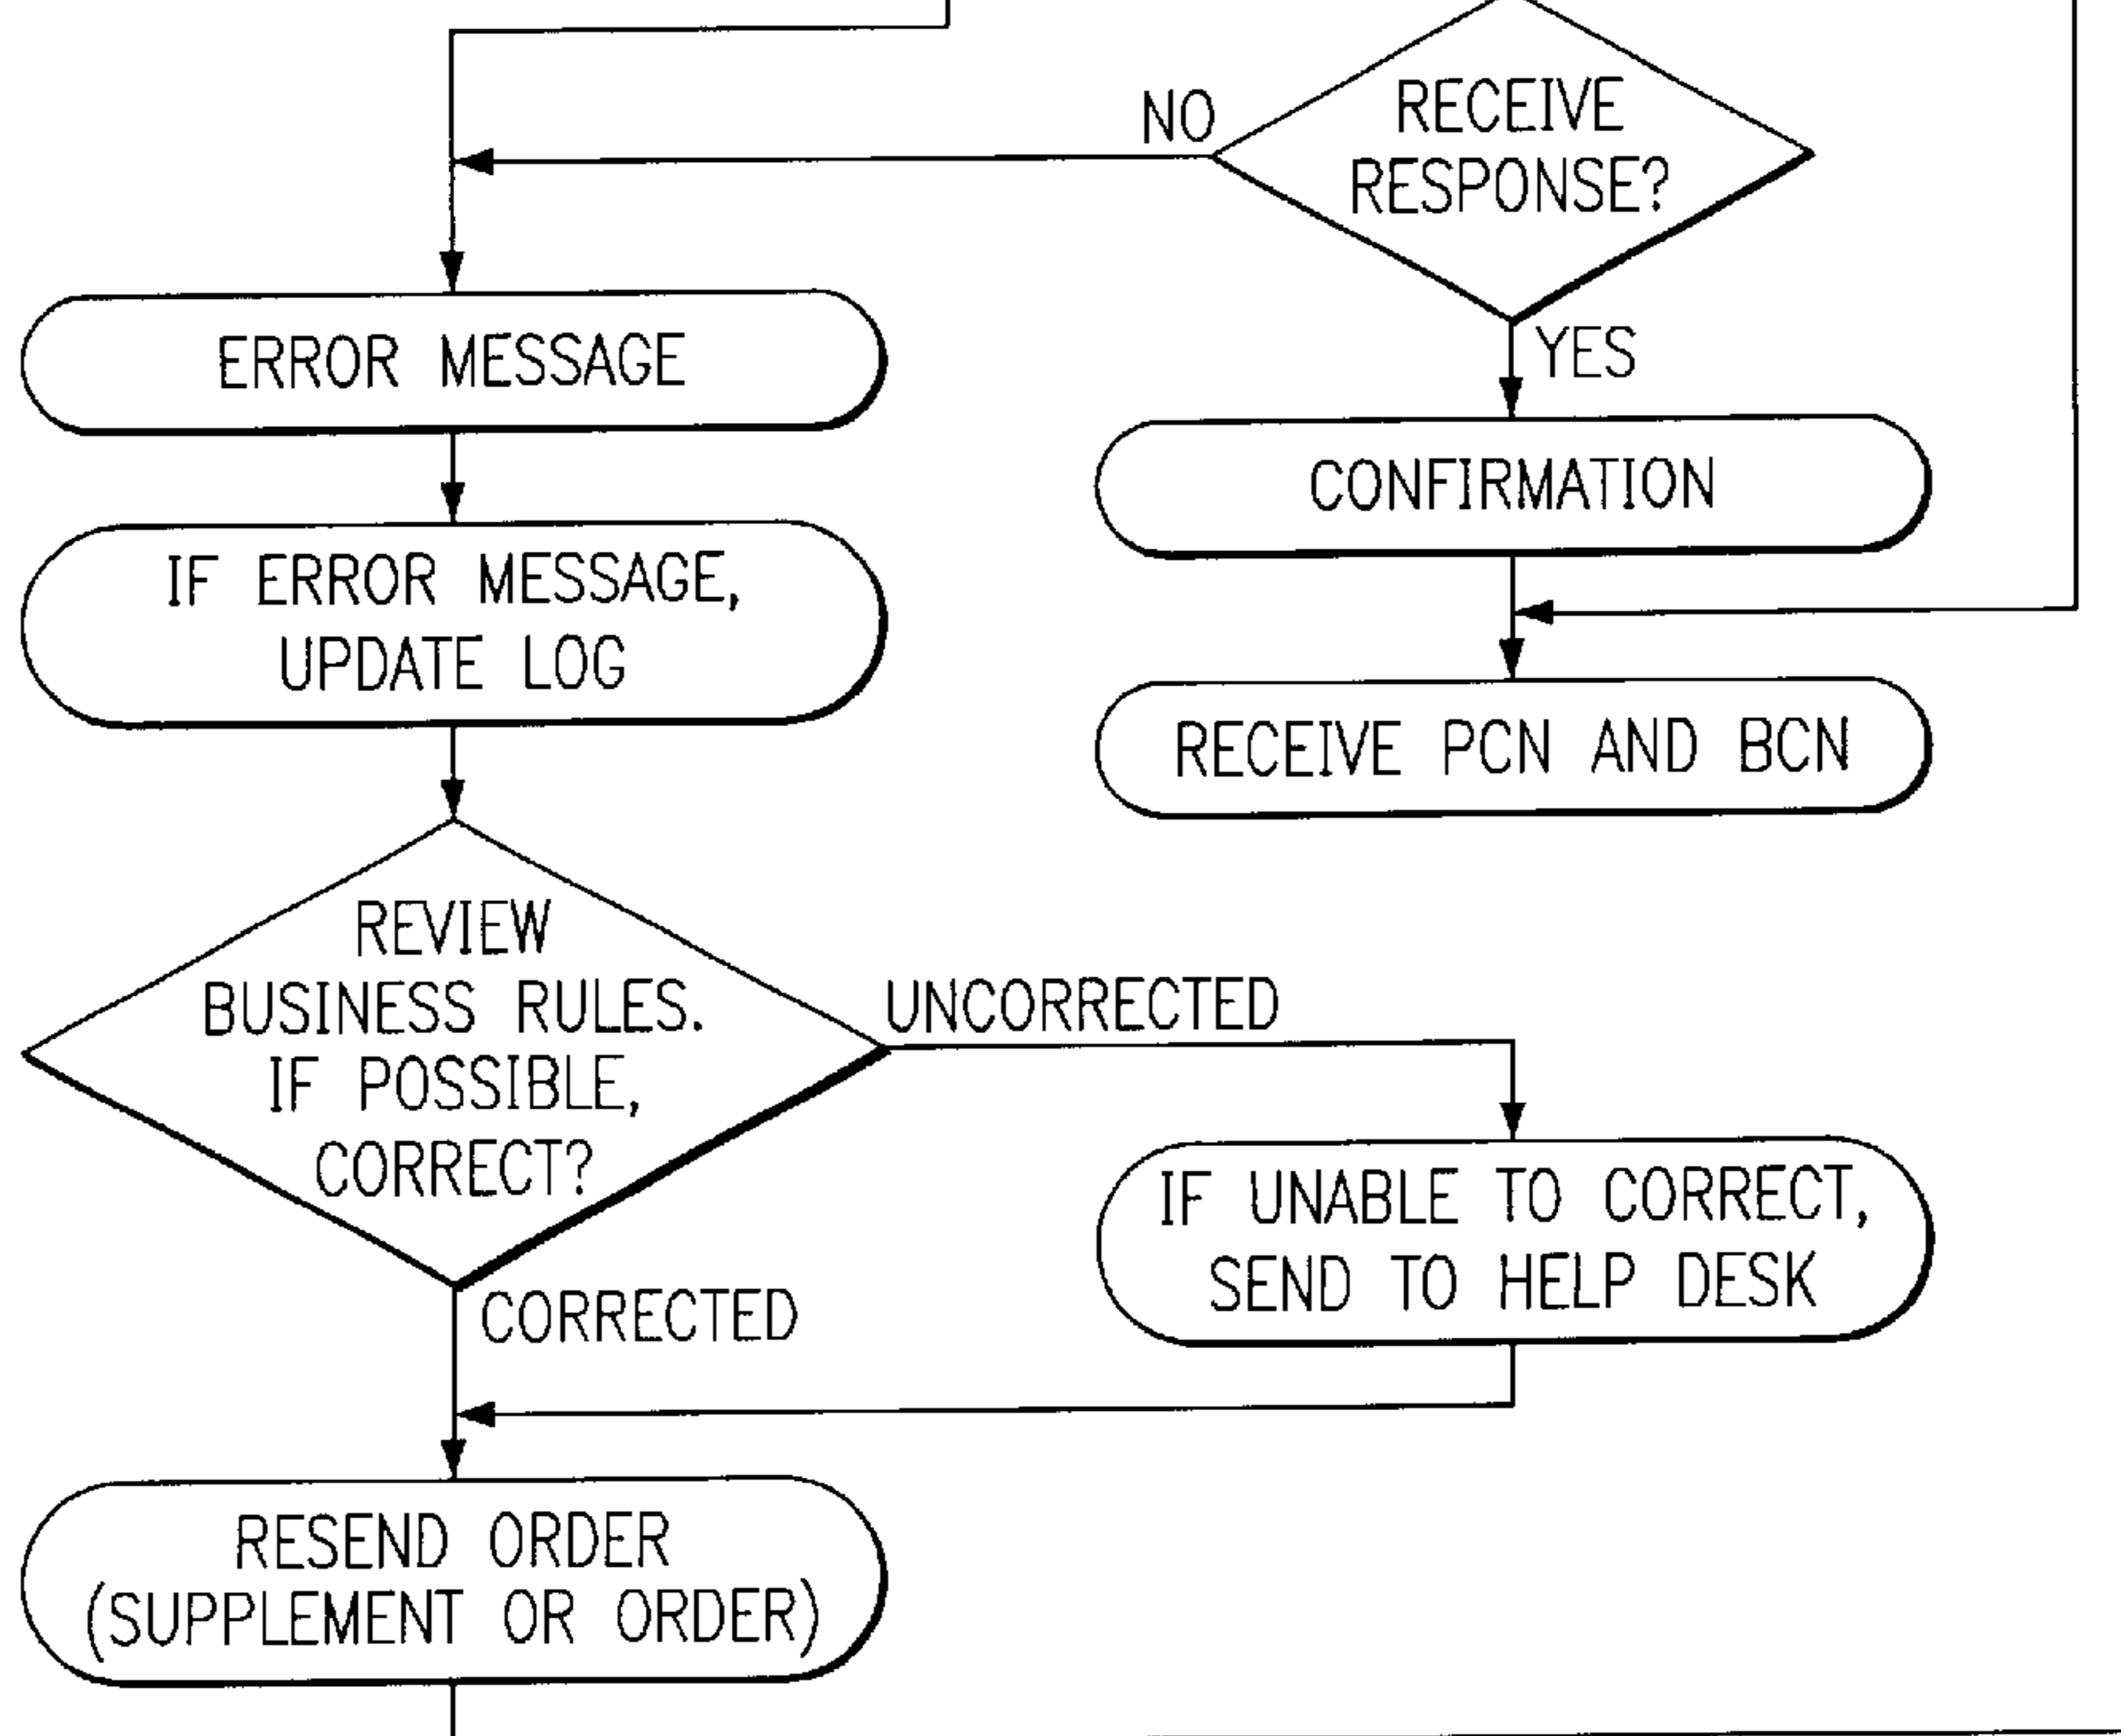 NO
RECEIVE
RESPONSE?
YES
ERROR MESSAGE
CONFIRMATION
IF ERROR MESSAGE,
UPDATE LOG
RECEIVE PCN AND BCN
REVIEW
BUSINESS RULES.
IF POSSIBLE,
CORRECT?
UNCORRECTED
IF UNABLE TO CORRECT,
SEND TO HELP DESK
CORRECTED
RESEND ORDER
(SUPPLEMENT OR ORDER)